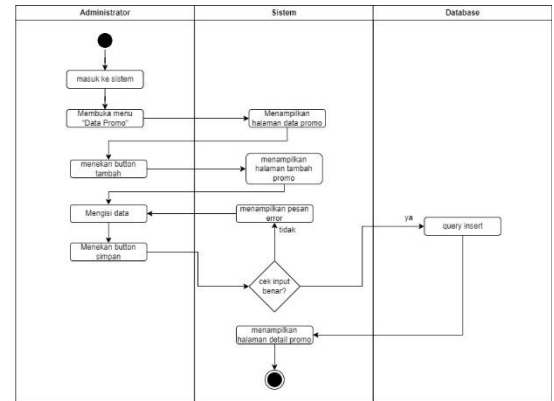 Administrator
Sistem
Database
masuk ke sistem
Membuka menu
"Data Promo"
Menampilkan
halaman data promo
menekan button
tambah
menampilkan
halaman tambah
promo
Mengisi data
menampilkan pesan
error
tidak
ya
query insert
Menekan button
simpan
cek input
benar?
menampilkan
halaman detail promo